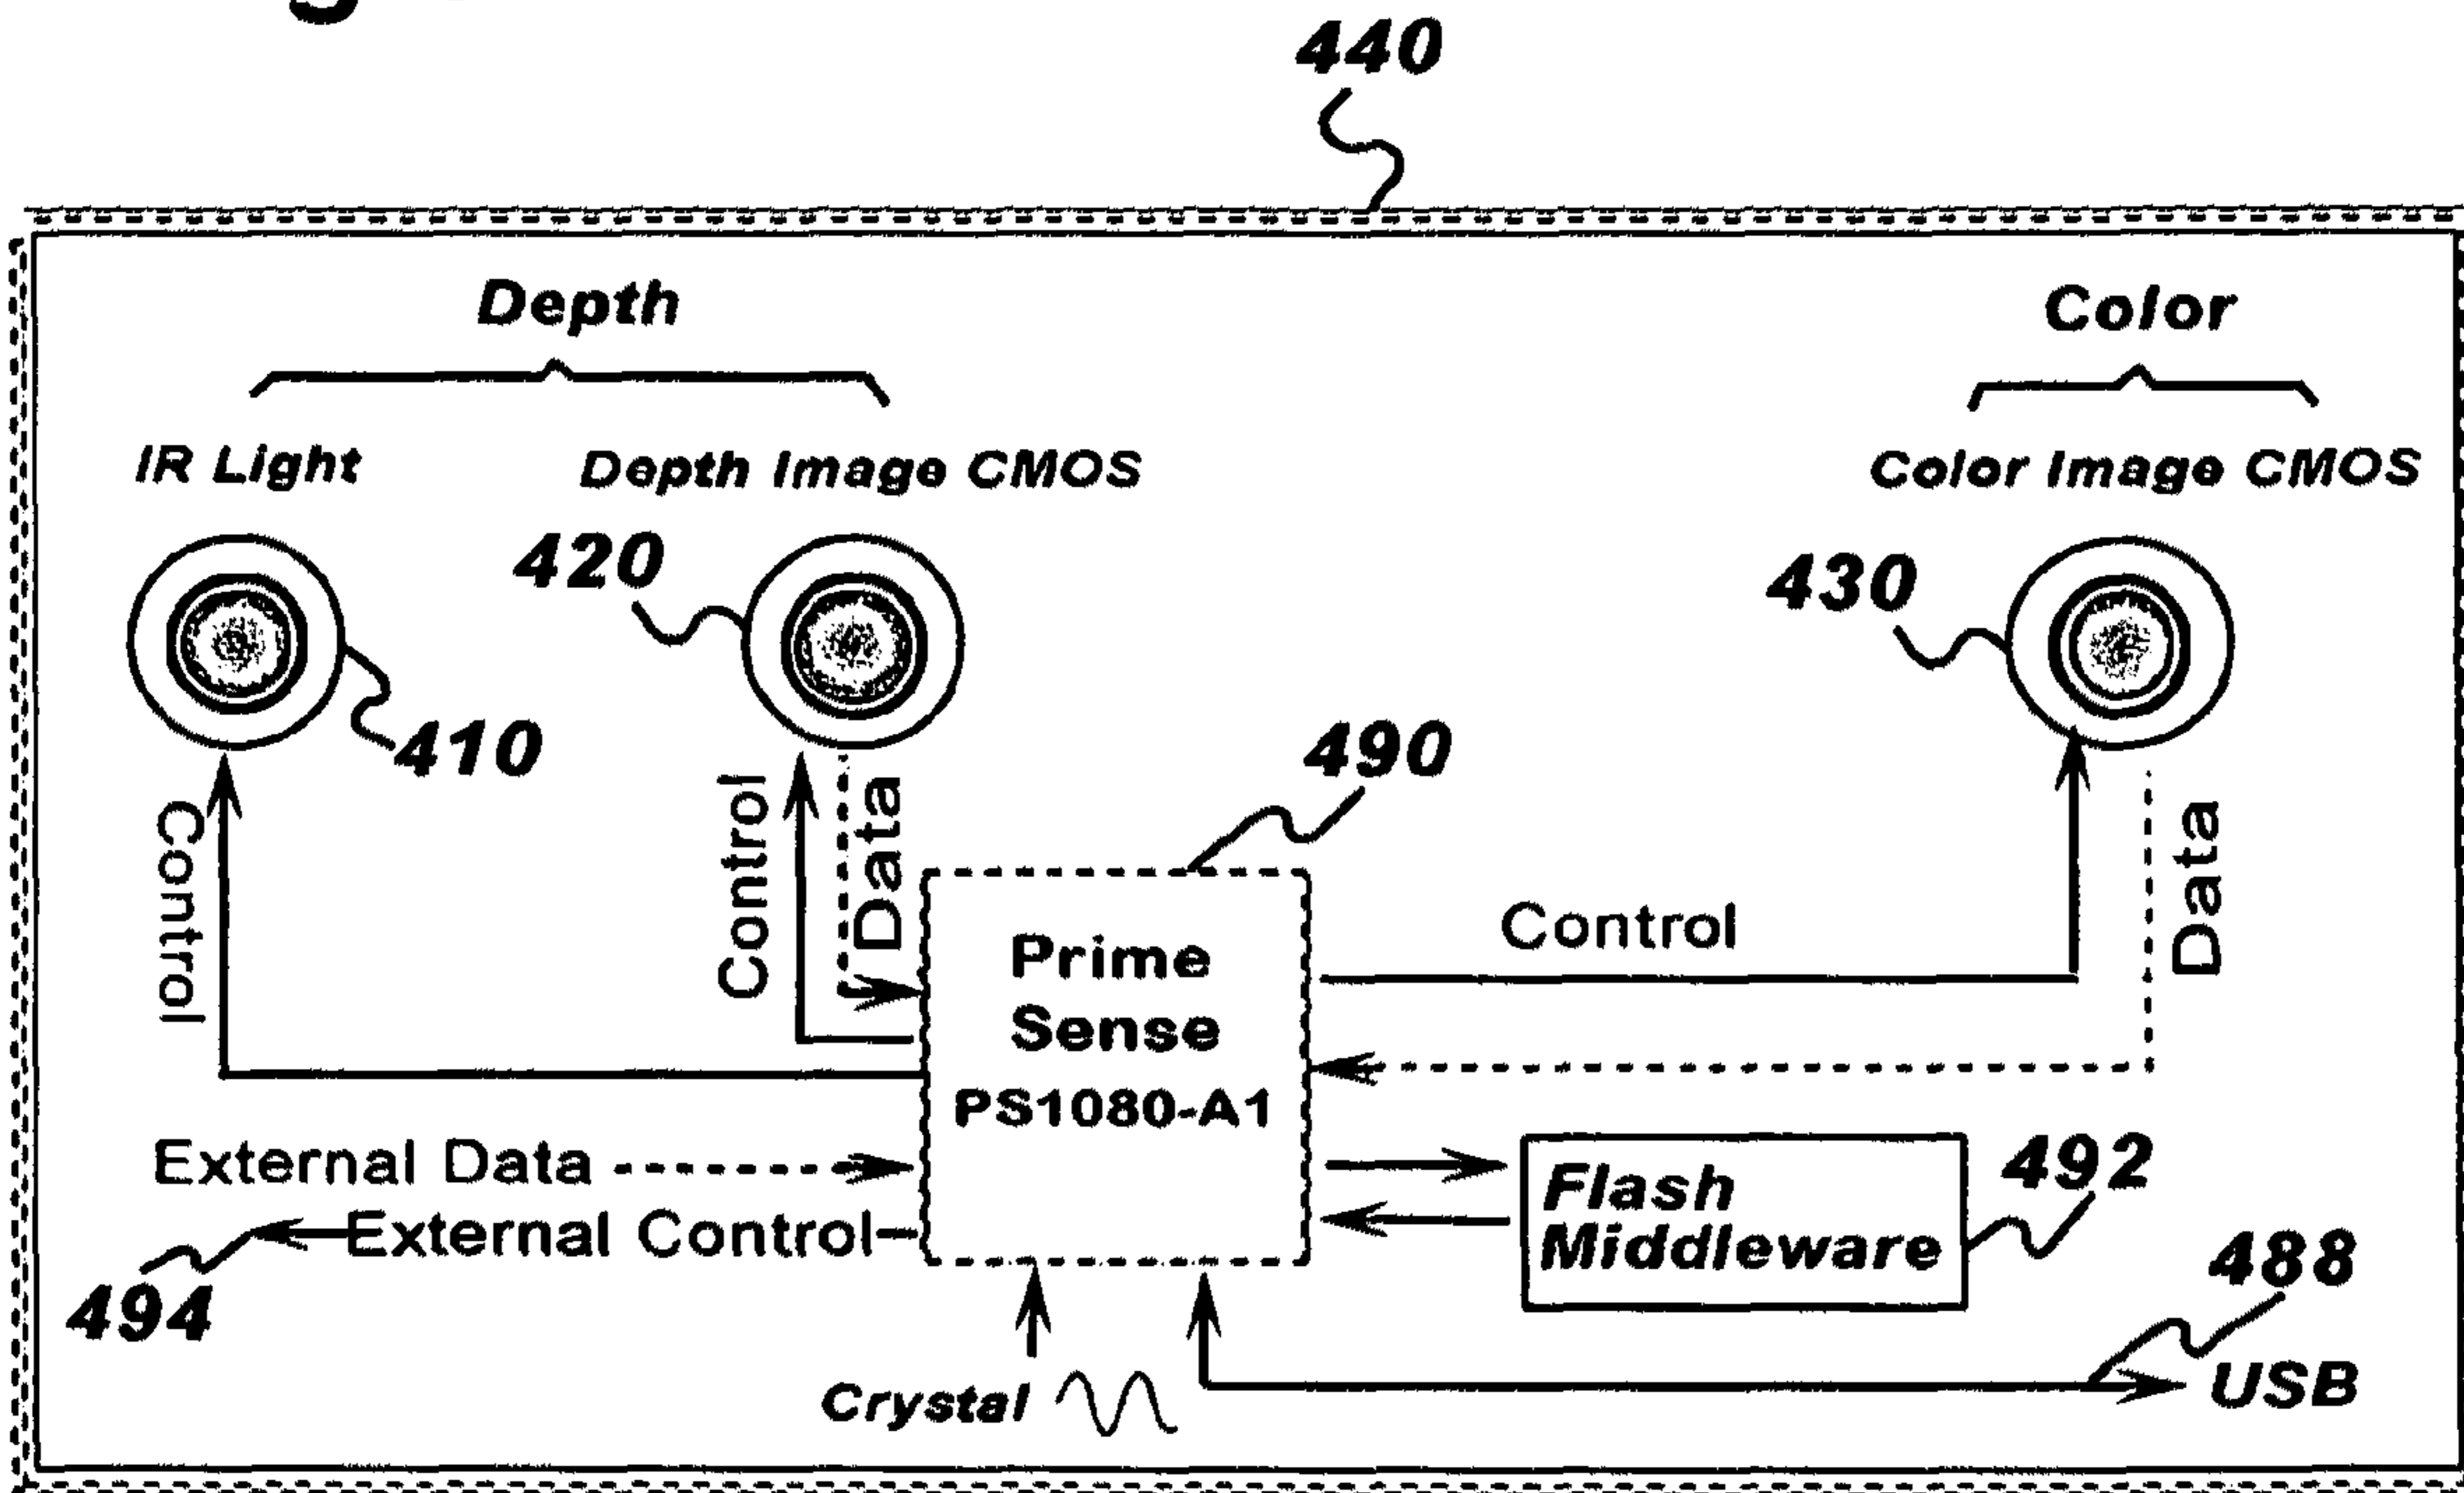 440
Depth
Color
IR Light
Depth Image CMOS
Color Image CMOS
420
430
410
490
Control
Control
Data
Control
Data
Prime
Sense
PS1080-A1
External Data
External Control
494
Flash
Middleware
492
488
Crystal
USB